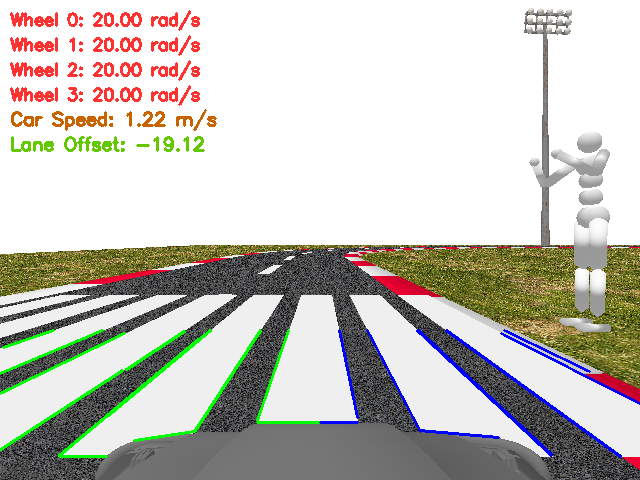 Wheel 0: 20.00 rad/s
Wheel 1: 20.00 rad/s
Wheel 2: 20.00 rad/s
Wheel 3: 20.00 rad/s
Car Speed: 1.22 m/s
Lane Offset: -19.12